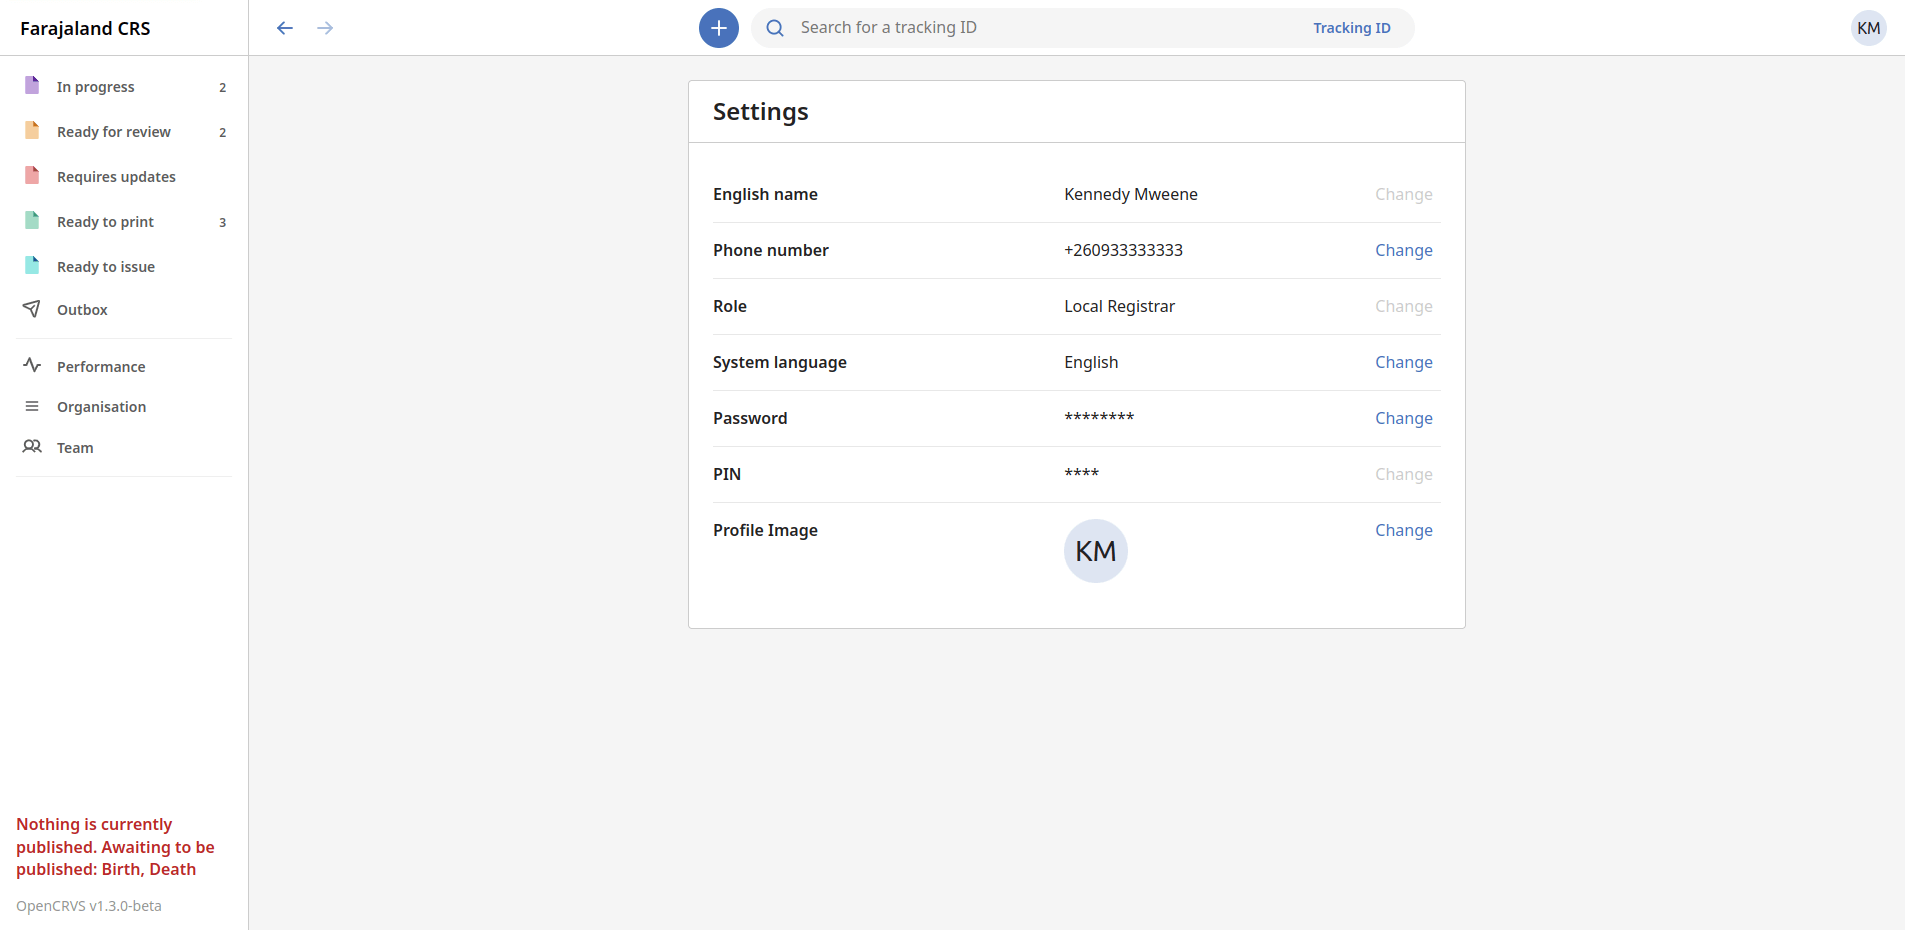 Farajaland CRS
Search for a tracking ID
Tracking ID
KM
In progress 2
Ready for review 2
Requires updates
Ready to print 3
Ready to issue
Outbox
Performance
Organisation
Team
Nothing is currently
published. Awaiting to be
published: Birth, Death
OpenCRVS v1.3.0-beta
Settings
English name Kennedy Mweene Change
Phone number +260933333333 Change
Role Local Registrar Change
System language English Change
Password ******** Change
PIN **** Change
Profile Image KM Change